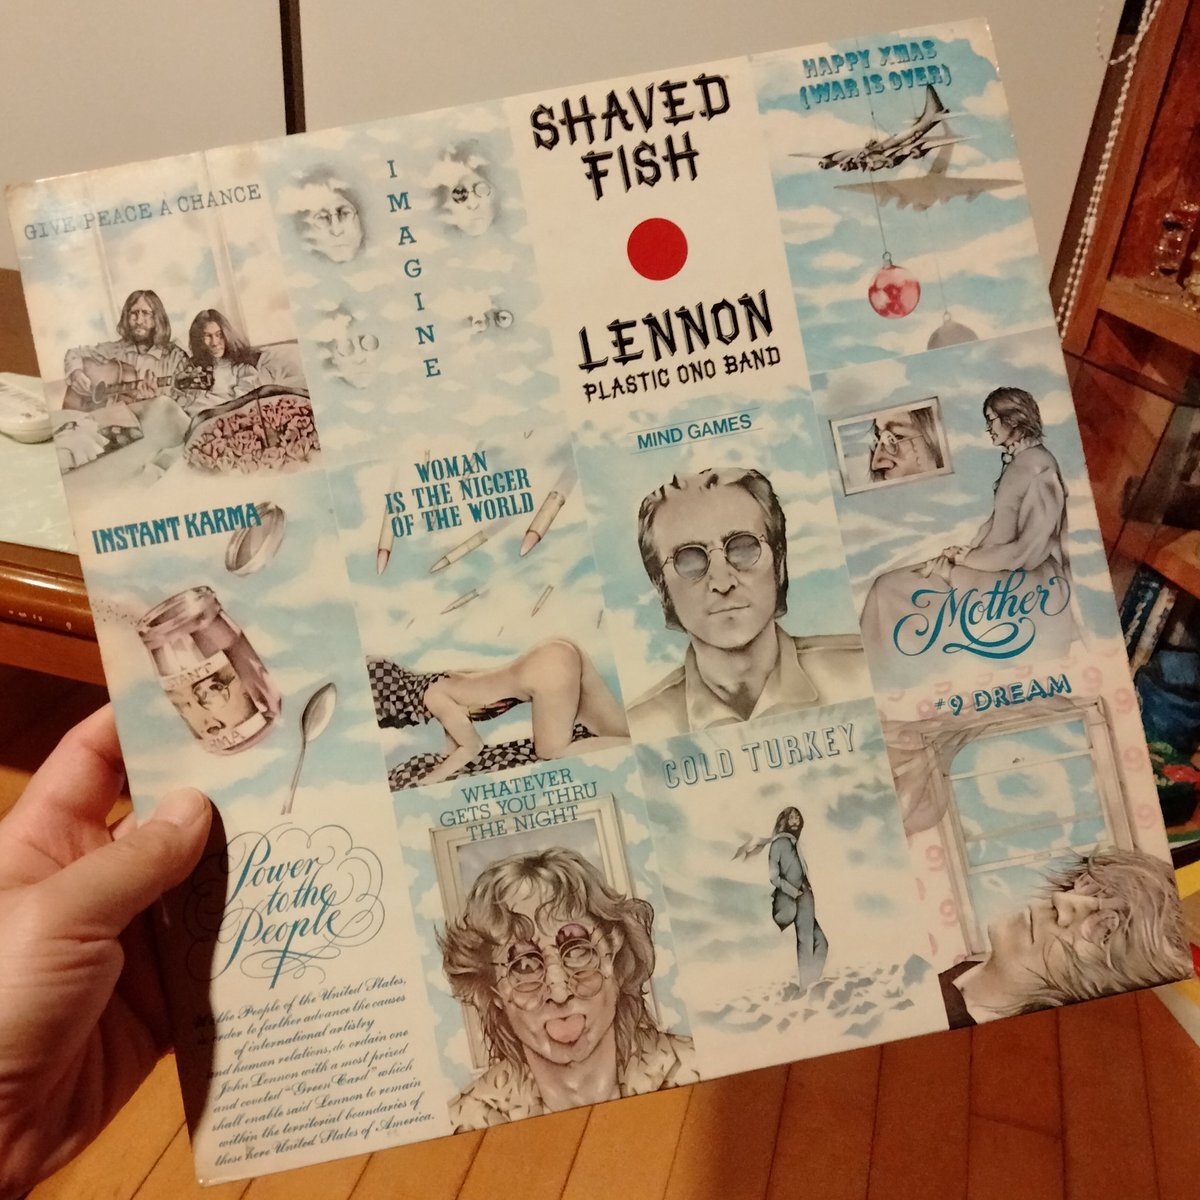 SHAVED
FISH
LENNON
PLASTIC ONO BAND
GIVE PEACE A CHANCE
IMAGINE
HAPPY XMAS
(WAR IS OVER)
INSTANT KARMA
WOMAN
IS THE NIGGER
OF THE WORLD
MIND GAMES
Mother
Power
to the
People
the People of the United States,
order to further advance the causes
of international artistry
and human relations, do ordain one
John Lennon with a most prized
and coveted "Green Card" which
shall enable said Lennon to remain
within the territorial boundaries of
these here United States of America.
WHATEVER
GETS YOU THRU
THE NIGHT
COLD TURKEY
#9 DREAM